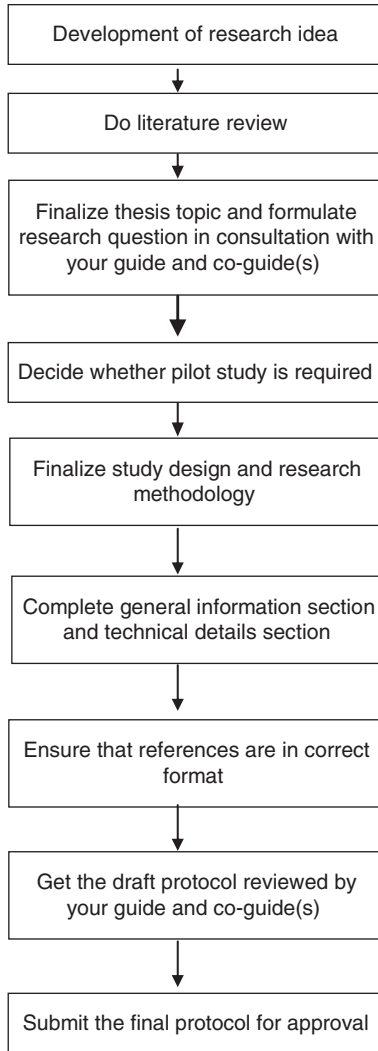 Development of research idea
Do literature review
Finalize thesis topic and formulate
research question in consultation with
your guide and co-guide(s)
Decide whether pilot study is required
Finalize study design and research
methodology
Complete general information section
and technical details section
Ensure that references are in correct
format
Get the draft protocol reviewed by
your guide and co-guide(s)
Submit the final protocol for approval